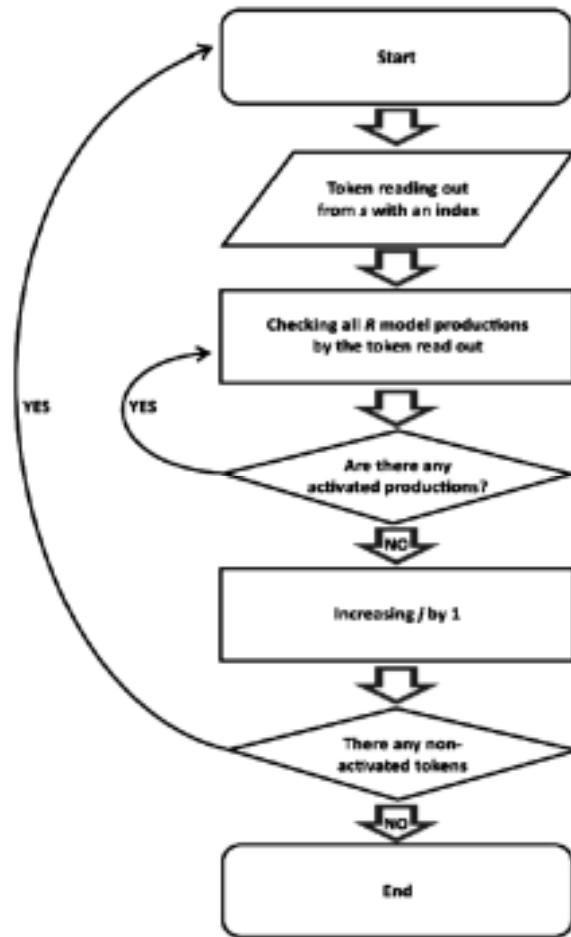 Start
Token reading out
from s with an index
Checking all R model productions
by the token read out
YES
YES
Are there any
activated productions?
NO
Increasing j by 1
There any non-
activated tokens
NO
End